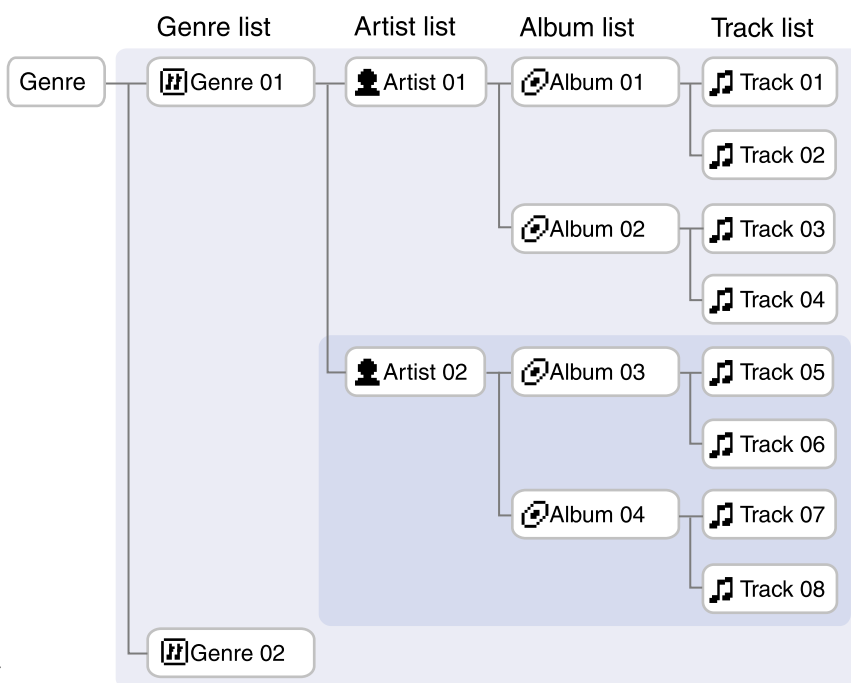 Genre list Artist list Album list Track list
Genre Genre 01 Artist 01 Album 01 Track 01
Track 02
Album 02 Track 03
Track 04
Artist 02 Album 03 Track 05
Track 06
Album 04 Track 07
Track 08
Genre 02